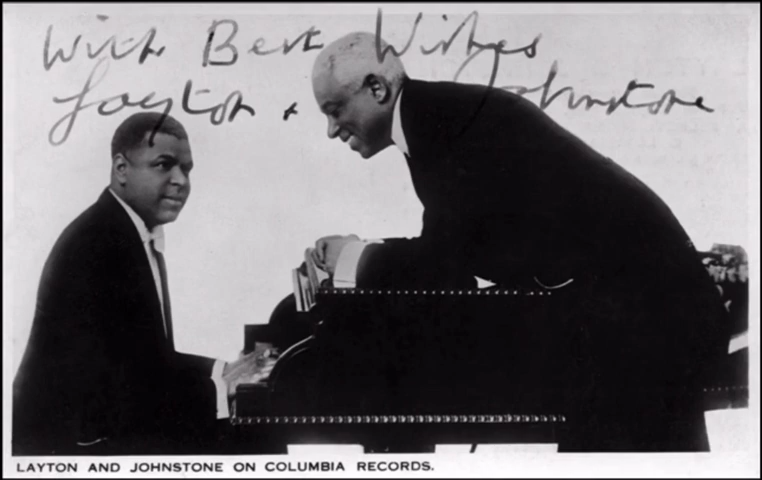 With Best Wishes
Layton & Johnstone
LAYTON AND JOHNSTONE ON COLUMBIA RECORDS.